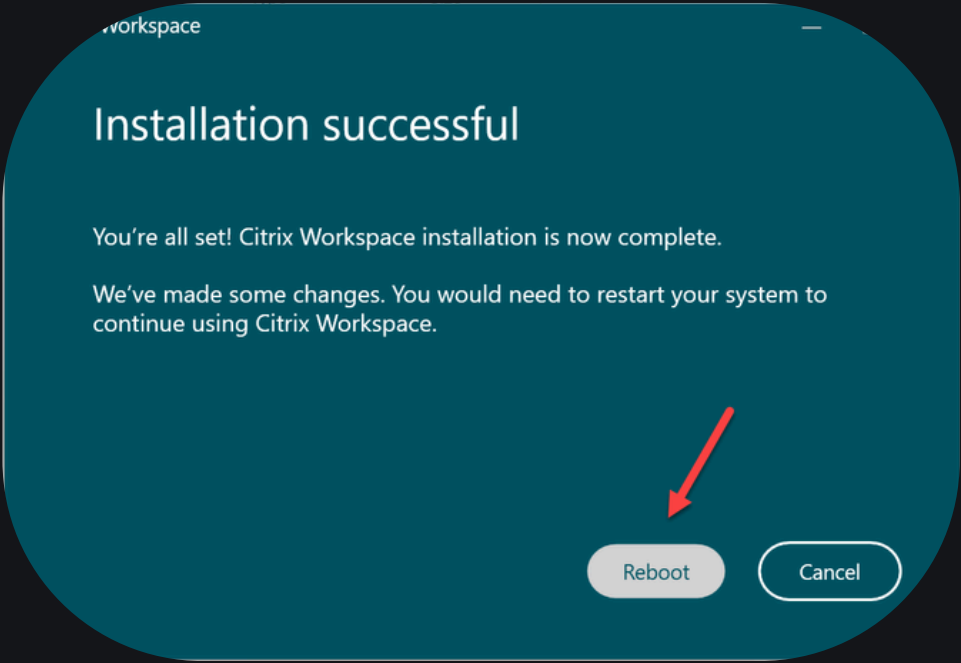 Workspace
Installation successful
You’re all set! Citrix Workspace installation is now complete.
We’ve made some changes. You would need to restart your system to
continue using Citrix Workspace.
Reboot
Cancel